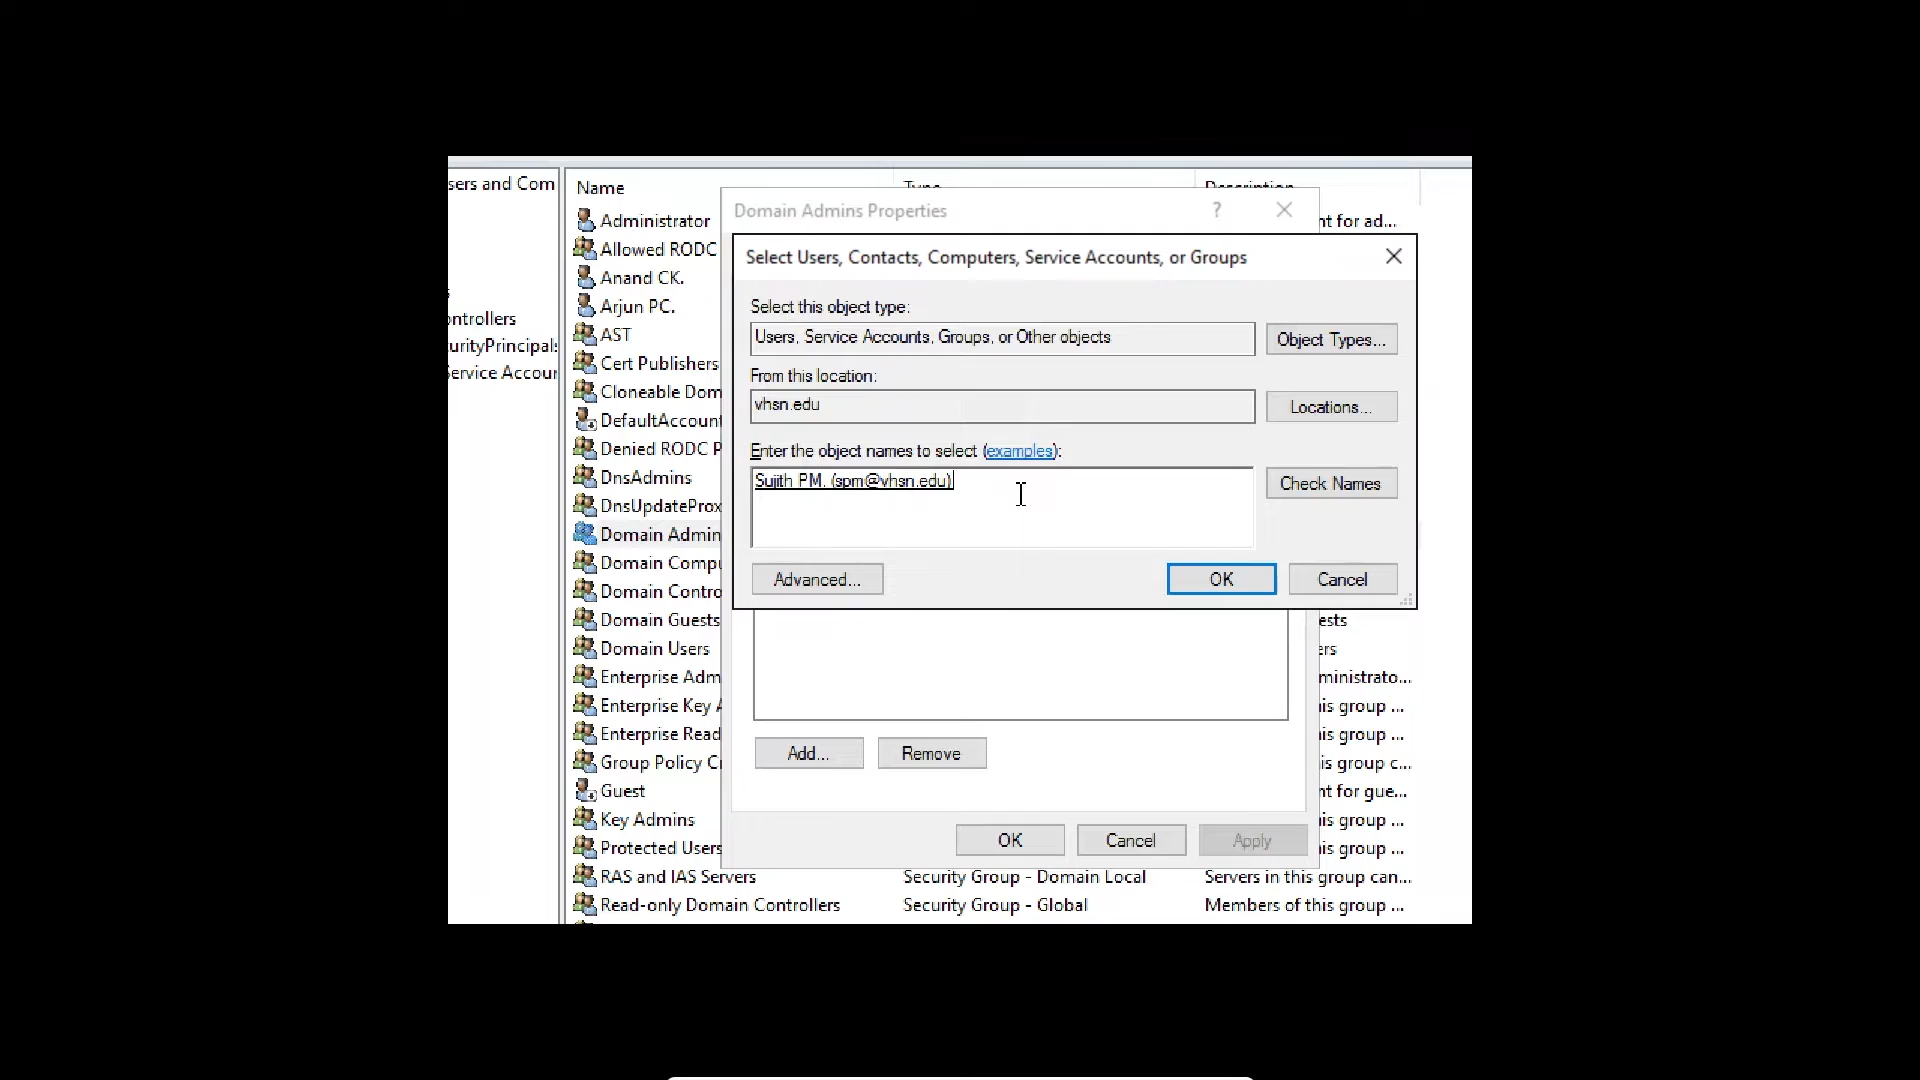 sers and Com
ontrollers
urityPrincipal:
ervice Accour
Name
Type
Description
Administrator
nt for ad...
Allowed RODC
Anand CK.
Arjun PC.
AST
Cert Publishers
Cloneable Dom
DefaultAccount
Denied RODC P
DnsAdmins
DnsUpdateProx
Domain Admin
Domain Compu
Domain Contro
Domain Guests
ests
Domain Users
ers
Enterprise Adm
ministrato...
Enterprise Key A
is group ...
Enterprise Read
is group ...
Group Policy C
is group c...
Guest
nt for gue...
Key Admins
is group ...
Protected Users
is group ...
RAS and IAS Servers
Security Group - Domain Local
Servers in this group can...
Read-only Domain Controllers
Security Group - Global
Members of this group ...
Domain Admins Properties
?
Select Users, Contacts, Computers, Service Accounts, or Groups
Select this object type:
Users, Service Accounts, Groups, or Other objects
Object Types...
From this location:
vhsn.edu
Locations...
Enter the object names to select (examples):
Sujith PM. (spm@vhsn.edu)
Check Names
Advanced...
OK
Cancel
Add...
Remove
OK
Cancel
Apply